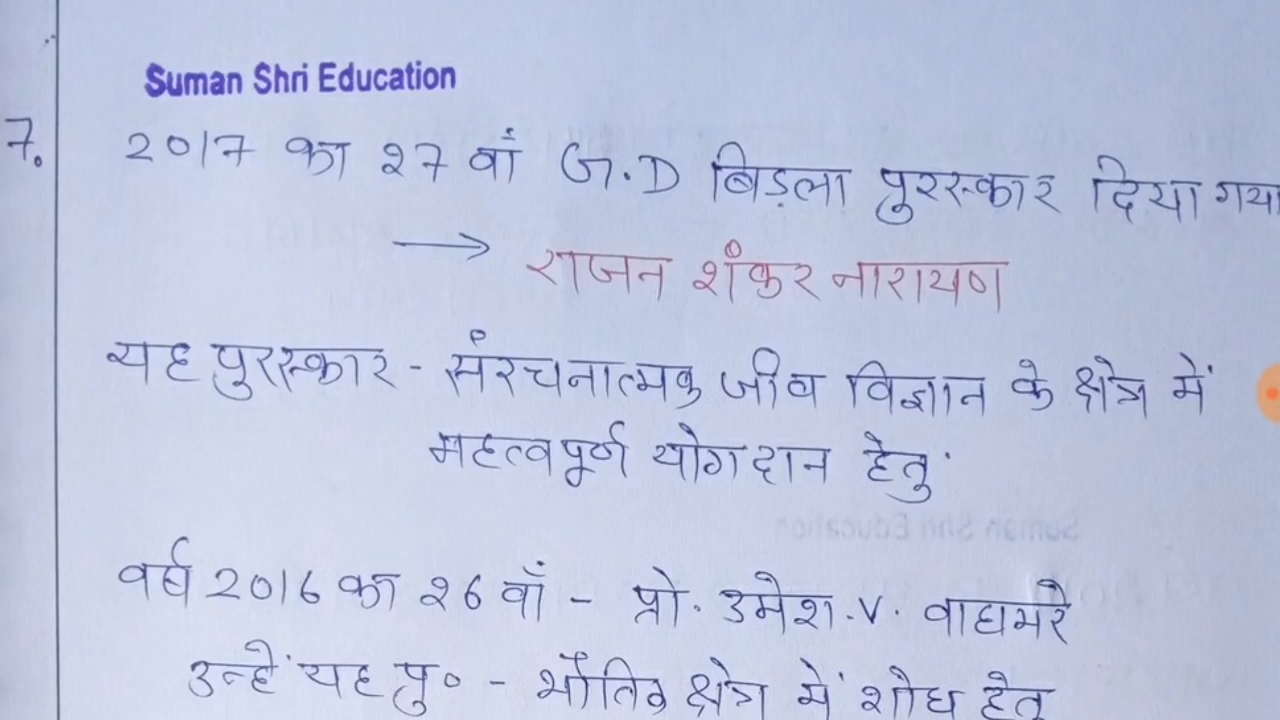 Suman Shri Education
7. 2017 का 27 वां G.D बिड़ला पुरस्कार दिया गया
→ राजन शंकर नारायण
यह पुरस्कार - संरचनात्मक जीव विज्ञान के क्षेत्र में
महत्वपूर्ण योगदान हेतु
वर्ष 2016 का 26 वाँ - प्रो. उमेश.V. वाघमरे
उन्हें यह पु० - भौतिक क्षेत्र में शोध हेतु